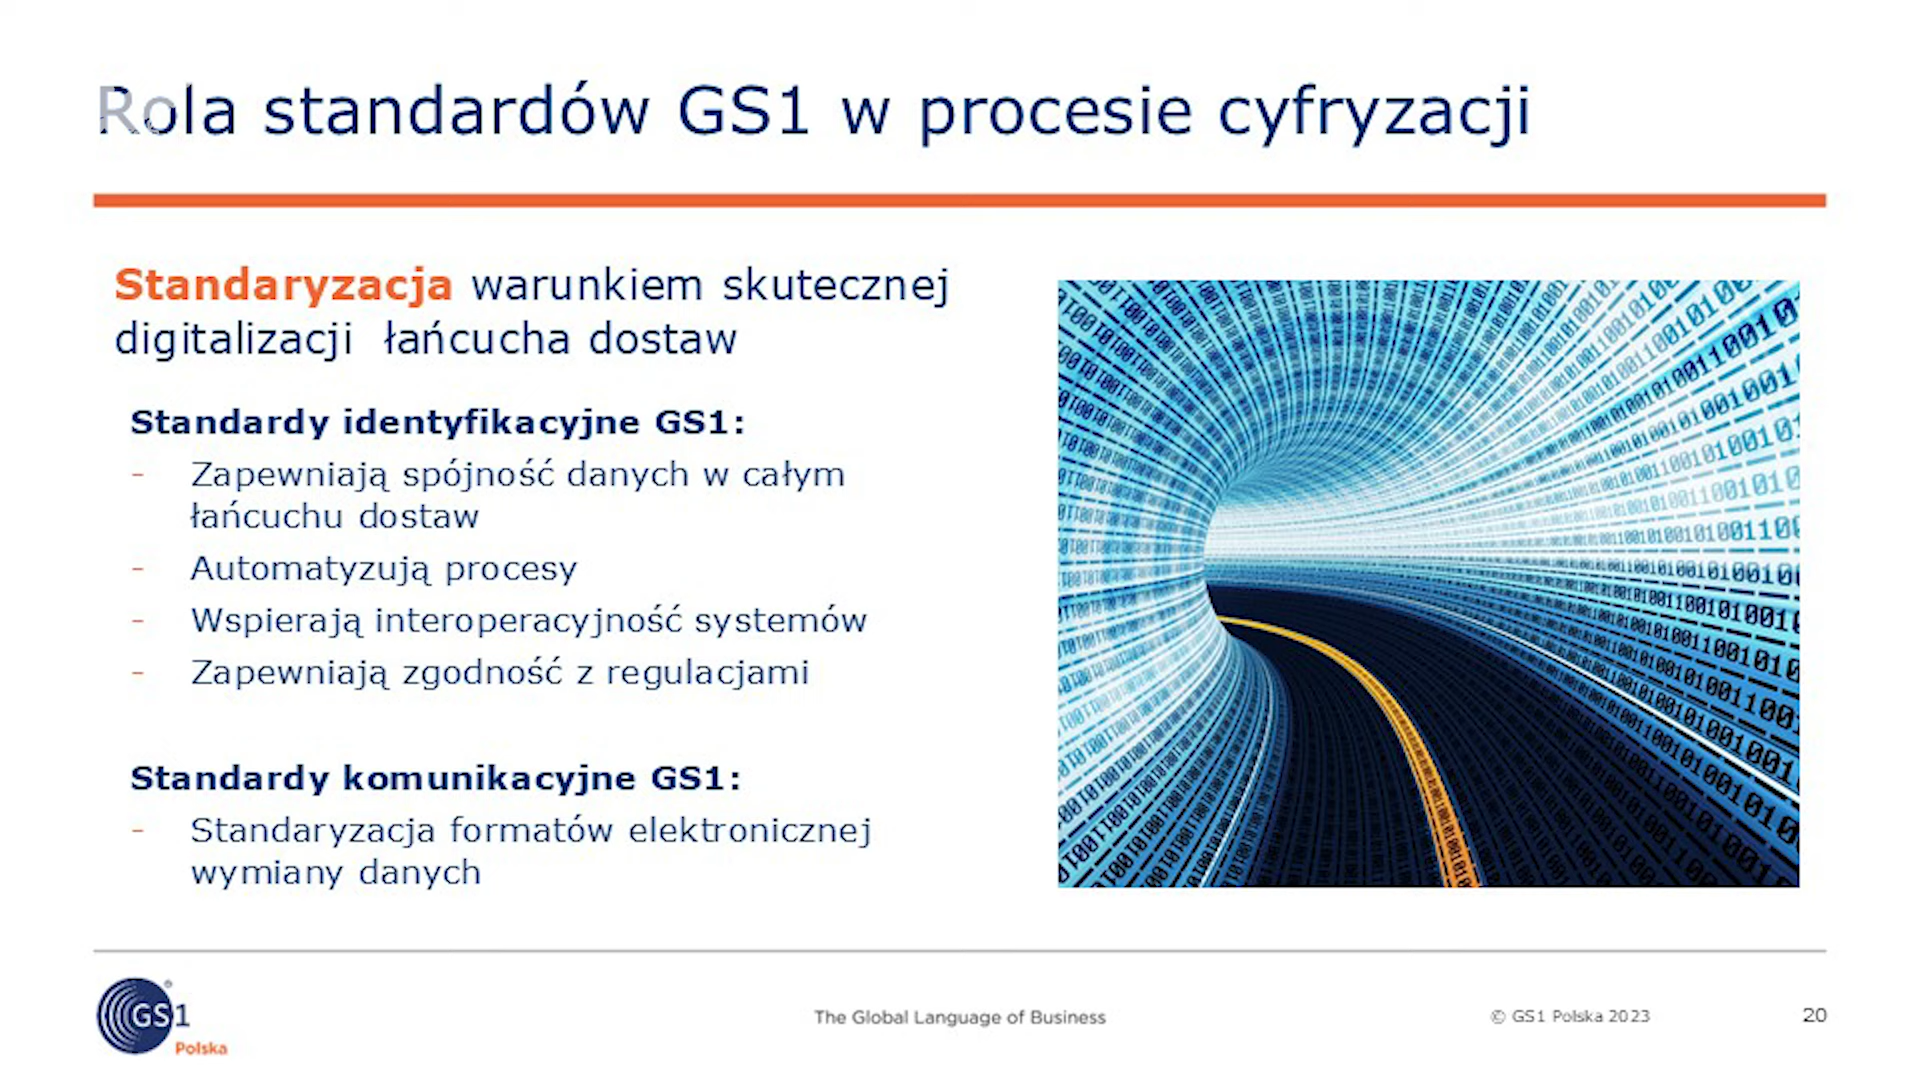 Rola standardów GS1 w procesie cyfryzacji
Standaryzacja warunkiem skutecznej
digitalizacji łańcucha dostaw
Standardy identyfikacyjne GS1:
- Zapewniają spójność danych w całym
łańcuchu dostaw
- Automatyzują procesy
- Wspierają interoperacyjność systemów
- Zapewniają zgodność z regulacjami
Standardy komunikacyjne GS1:
- Standaryzacja formatów elektronicznej
wymiany danych
GS1®
Polska
The Global Language of Business
© GS1 Polska 2023
20